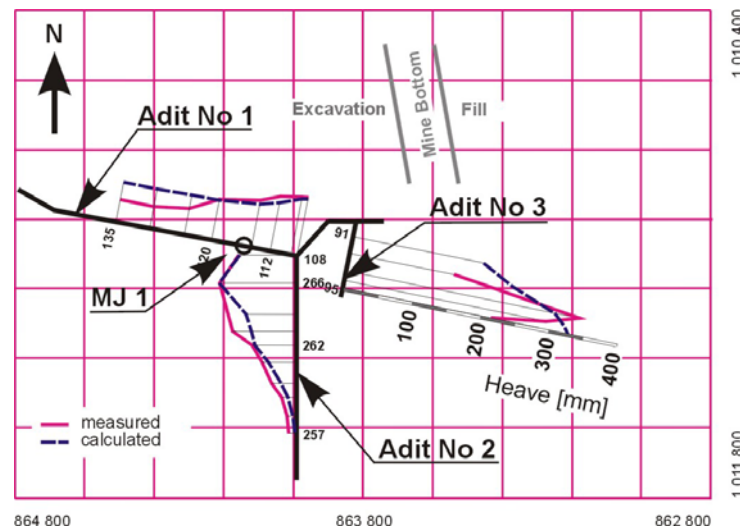 N
1 010 400
Adit No 1
Excavation
Mine Bottom
Fill
Adit No 3
135
20
112
108
91
95
MJ 1
266
262
257
100
200
300
400
Heave [mm]
measured
calculated
Adit No 2
1 011 800
864 800
863 800
862 800